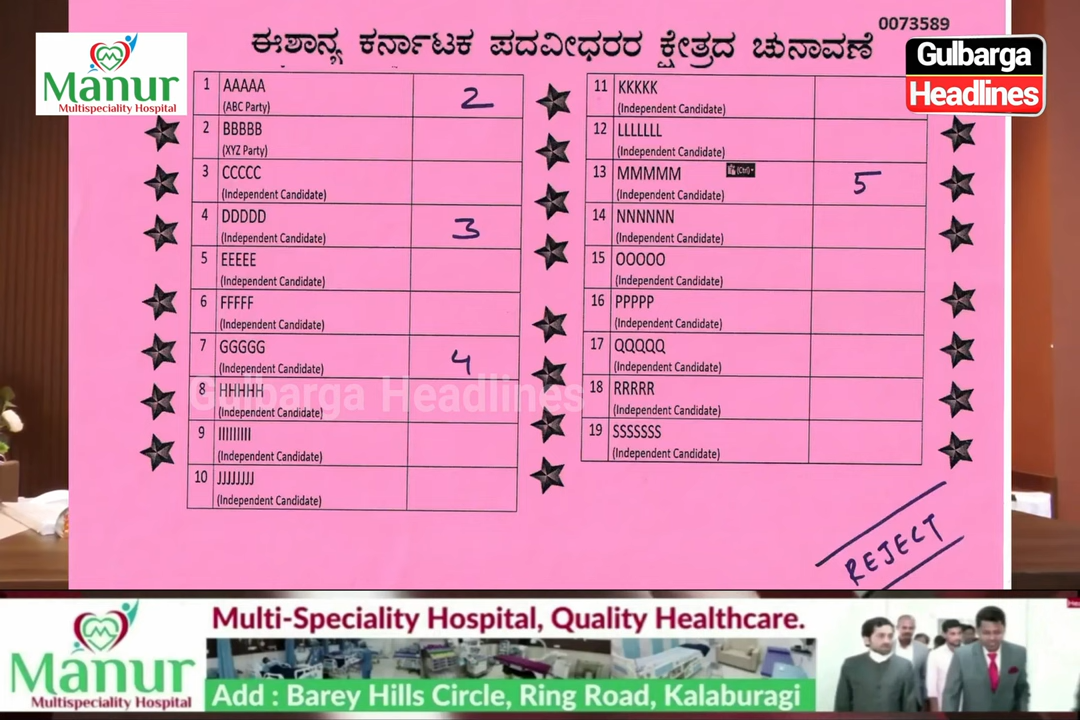 0073589
ಈಶಾನ್ಯ ಕರ್ನಾಟಕ ಪದವೀಧರರ ಕ್ಷೇತ್ರದ ಚುನಾವಣೆ
Manur
Multispeciality Hospital
Gulbarga
Headlines
1 AAAAA 2
(ABC Party)
2 BBBBB
(XYZ Party)
3 CCCCC
(Independent Candidate)
4 DDDDD 3
(Independent Candidate)
5 EEEEE
(Independent Candidate)
6 FFFFF
(Independent Candidate)
7 GGGGG 4
(Independent Candidate)
8 HHHHH
(Independent Candidate)
9 IIIIIIIII
(Independent Candidate)
10 JJJJJJJJ
(Independent Candidate)
11 KKKKK
(Independent Candidate)
12 LLLLLLL
(Independent Candidate)
13 MMMMM (Ctrl) 5
(Independent Candidate)
14 NNNNNN
(Independent Candidate)
15 OOOOO
(Independent Candidate)
16 PPPPP
(Independent Candidate)
17 QQQQQ
(Independent Candidate)
18 RRRRR
(Independent Candidate)
19 SSSSSSS
(Independent Candidate)
Gulbarga Headlines
REJECT
Manur
Multispeciality Hospital
Multi-Speciality Hospital, Quality Healthcare.
Add : Barey Hills Circle, Ring Road, Kalaburagi